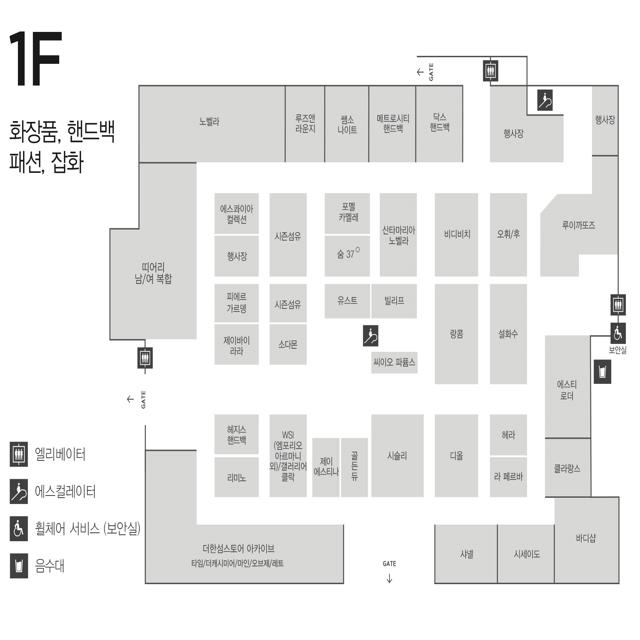 1F
화장품, 핸드백
패션, 잡화
GATE
노벨라
루즈앤
라운지
쌤소
나이트
메트로시티
핸드백
닥스
핸드백
행사장
행사장
에스콰이아
컬렉션
시즌섬유
포멜
카멜레
산타마리아
노벨라
비디비치
오휘/후
루이까또즈
행사장
숨 37°
띠어리
남/여 복합
피에르
가르뎅
시즌섬유
유스트
빌리프
랑콤
설화수
제이바이
라라
소다몬
씨이오 퍼퓸스
보안실
에스티
로더
GATE
헤지스
핸드백
WSI
(엠포리오
아르마니
외)/갤러리어
클락
제이
에스티나
골
든
듀
시슬리
디올
헤라
리미노
라 페르바
클라랑스
엘리베이터
에스컬레이터
휠체어 서비스 (보안실)
음수대
더한섬스토어 아카이브
타임/더캐시미어/마인/오브제/래트
GATE
샤넬
시세이도
바디샵